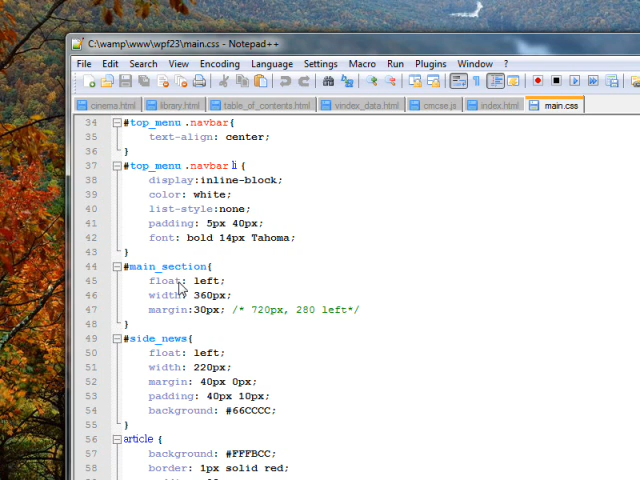 C:\wamp\www\wpf23\main.css - Notepad++
File Edit Search View Encoding Language Settings Macro Run Plugins Window ?
cinema.html library.html table_of_contents.html vindex_data.html cmcse.js index.html main.css
34 #top_menu .navbar{
35 text-align: center;
36 }
37 #top_menu .navbar li {
38 display:inline-block;
39 color: white;
40 list-style:none;
41 padding: 5px 40px;
42 font: bold 14px Tahoma;
43 }
44 #main_section{
45 float: left;
46 width: 360px;
47 margin:30px; /* 720px, 280 left*/
48 }
49 #side_news{
50 float: left;
51 width: 220px;
52 margin: 40px 0px;
53 padding: 40px 10px;
54 background: #66CCCC;
55 }
56 article {
57 background: #FFFBCC;
58 border: 1px solid red;